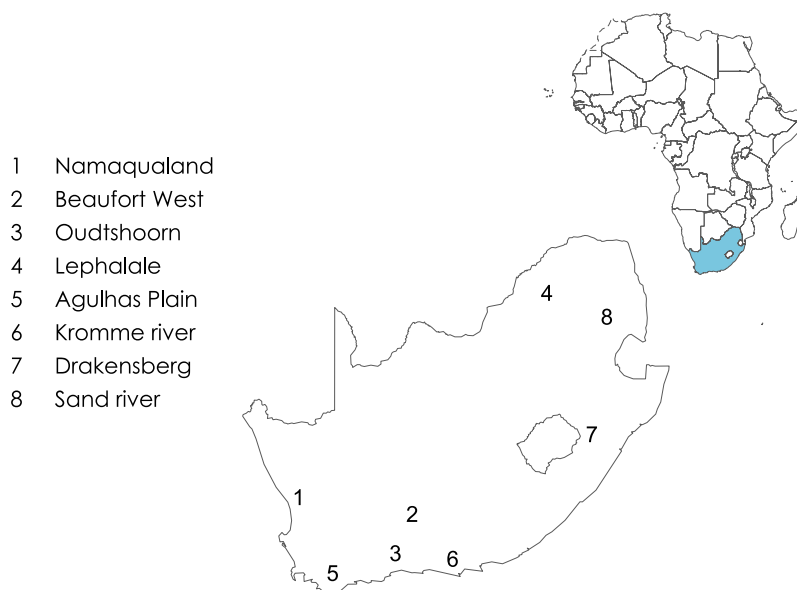 1 Namaqualand
2 Beaufort West
3 Oudtshoorn
4 Lephalale
5 Agulhas Plain
6 Kromme river
7 Drakensberg
8 Sand river
4
8
7
1
2
3
6
5